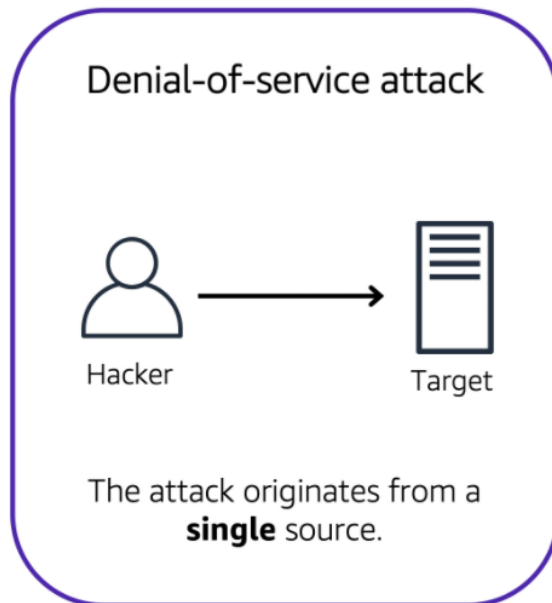 Denial-of-service attack
Hacker
Target
The attack originates from a
single source.